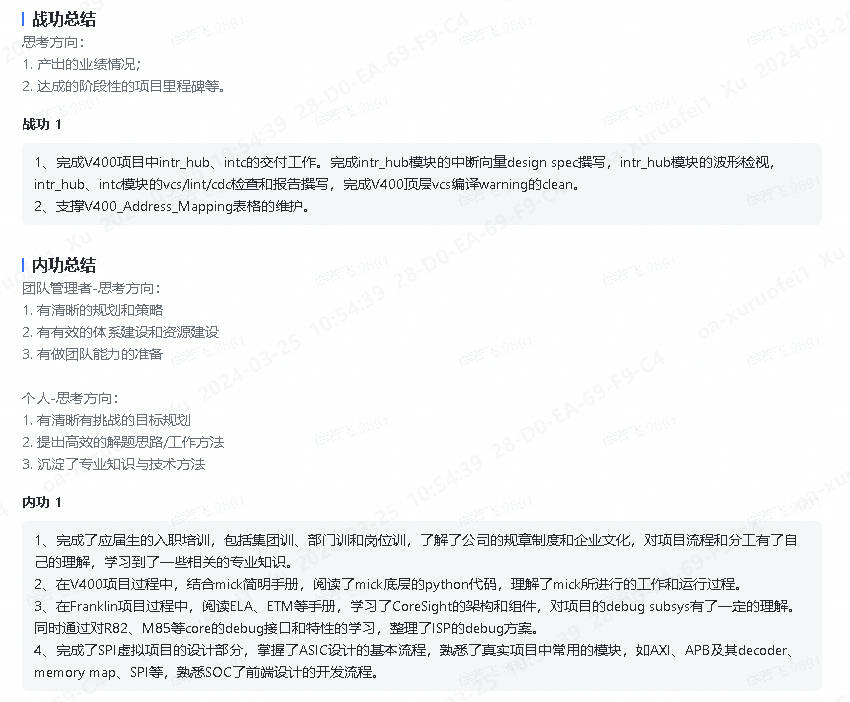 战功总结
思考方向：
1. 产出的业绩情况；
2. 达成的阶段性的项目里程碑等。
战功 1
1、完成V400项目中intr_hub、intc的交付工作。完成intr_hub模块的中断向量design spec撰写，intr_hub模块的波形检视，
intr_hub、intc模块的vcs/lint/cdc检查和报告撰写，完成V400顶层vcs编译warning的clean。
2、支撑V400_Address_Mapping表格的维护。
内功总结
团队管理者-思考方向：
1. 有清晰的规划和策略
2. 有有效的体系建设和资源建设
3. 有做团队能力的准备
个人-思考方向：
1. 有清晰有挑战的目标规划
2. 提出高效的解题思路/工作方法
3. 沉淀了专业知识与技术方法
内功 1
1、完成了应届生的入职培训，包括集团训、部门训和岗位训，了解了公司的规章制度和企业文化，对项目流程和分工有了自
己的理解，学习到了一些相关的专业知识。
2、在V400项目过程中，结合mick简明手册，阅读了mick底层的python代码，理解了mick所进行的工作和运行过程。
3、在Franklin项目过程中，阅读ELA、ETM等手册，学习了CoreSight的架构和组件，对项目的debug subsys有了一定的理解。
同时通过对R82、M85等core的debug接口和特性的学习，整理了ISP的debug方案。
4、完成了SPI虚拟项目的设计部分，掌握了ASIC设计的基本流程，熟悉了真实项目中常用的模块，如AXI、APB及其decoder、
memory map、SPI等，熟悉SOC了前端设计的开发流程。
oa-xuruofei1 Xu 2024-03-25 10:54:39 28-D0-EA-69-F9-C4